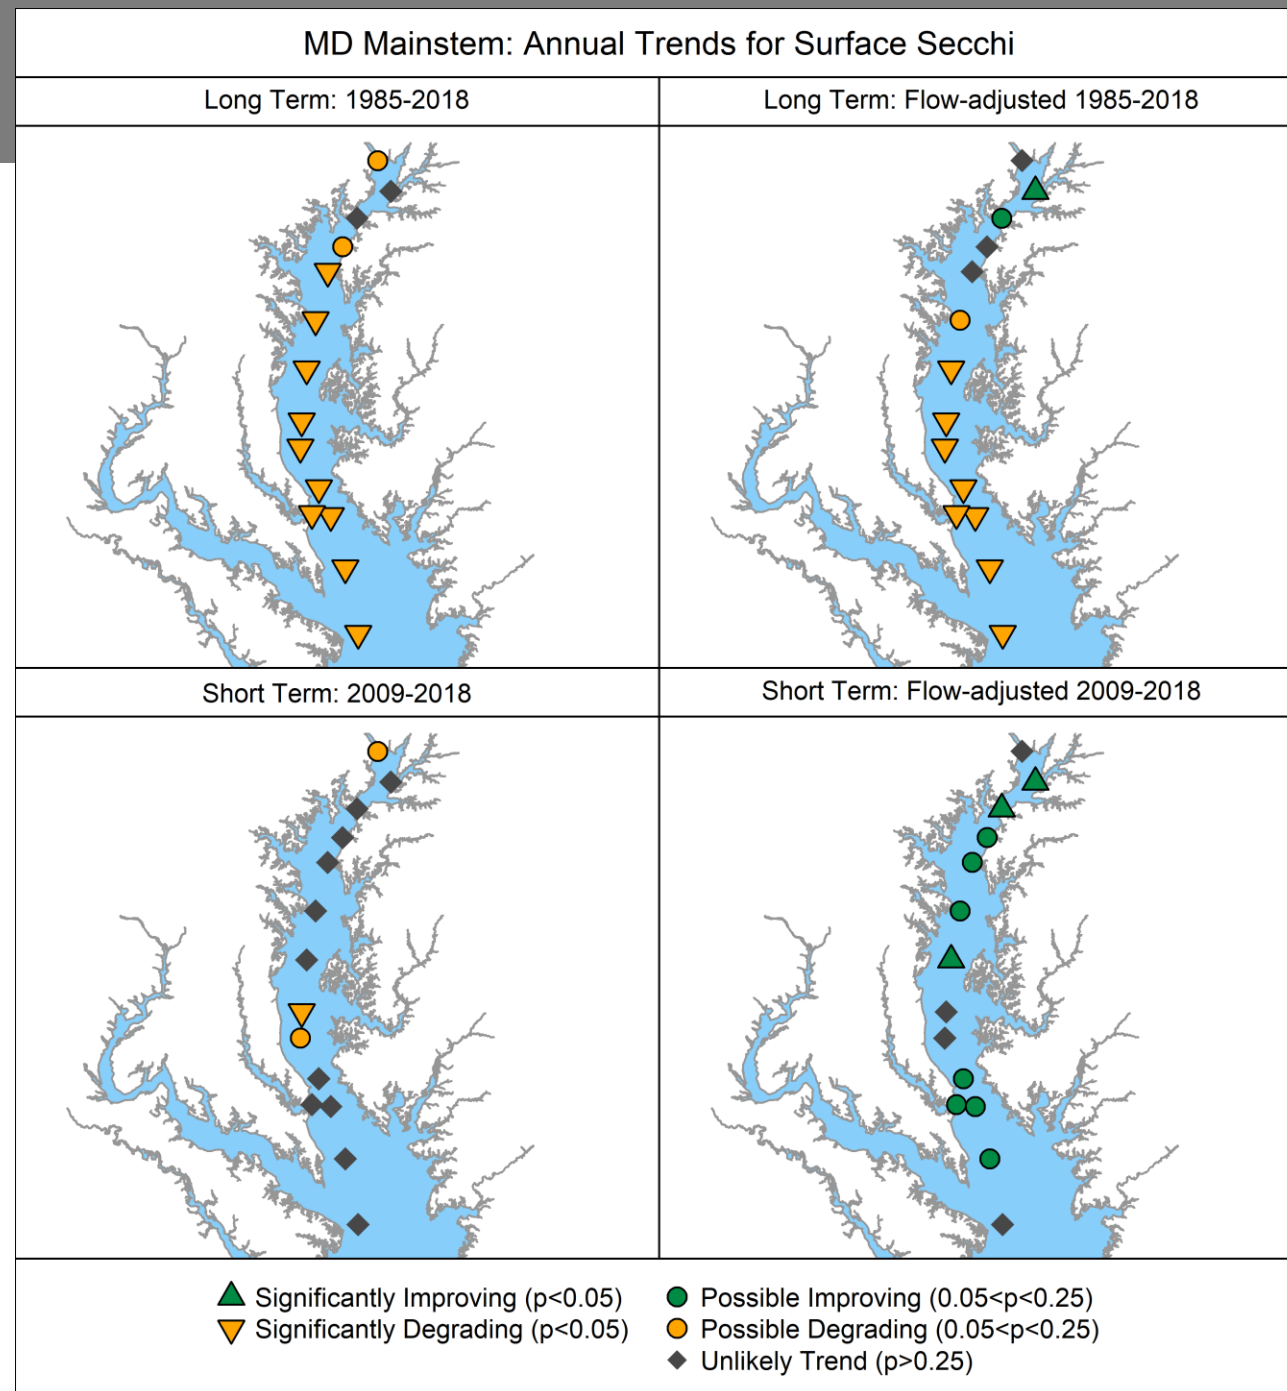 MD Mainstem: Annual Trends for Surface Secchi
Long Term: 1985-2018
Long Term: Flow-adjusted 1985-2018
Short Term: 2009-2018
Short Term: Flow-adjusted 2009-2018
Significantly Improving (p<0.05)
Possible Improving (0.05<p<0.25)
Significantly Degrading (p<0.05)
Possible Degrading (0.05<p<0.25)
Unlikely Trend (p>0.25)